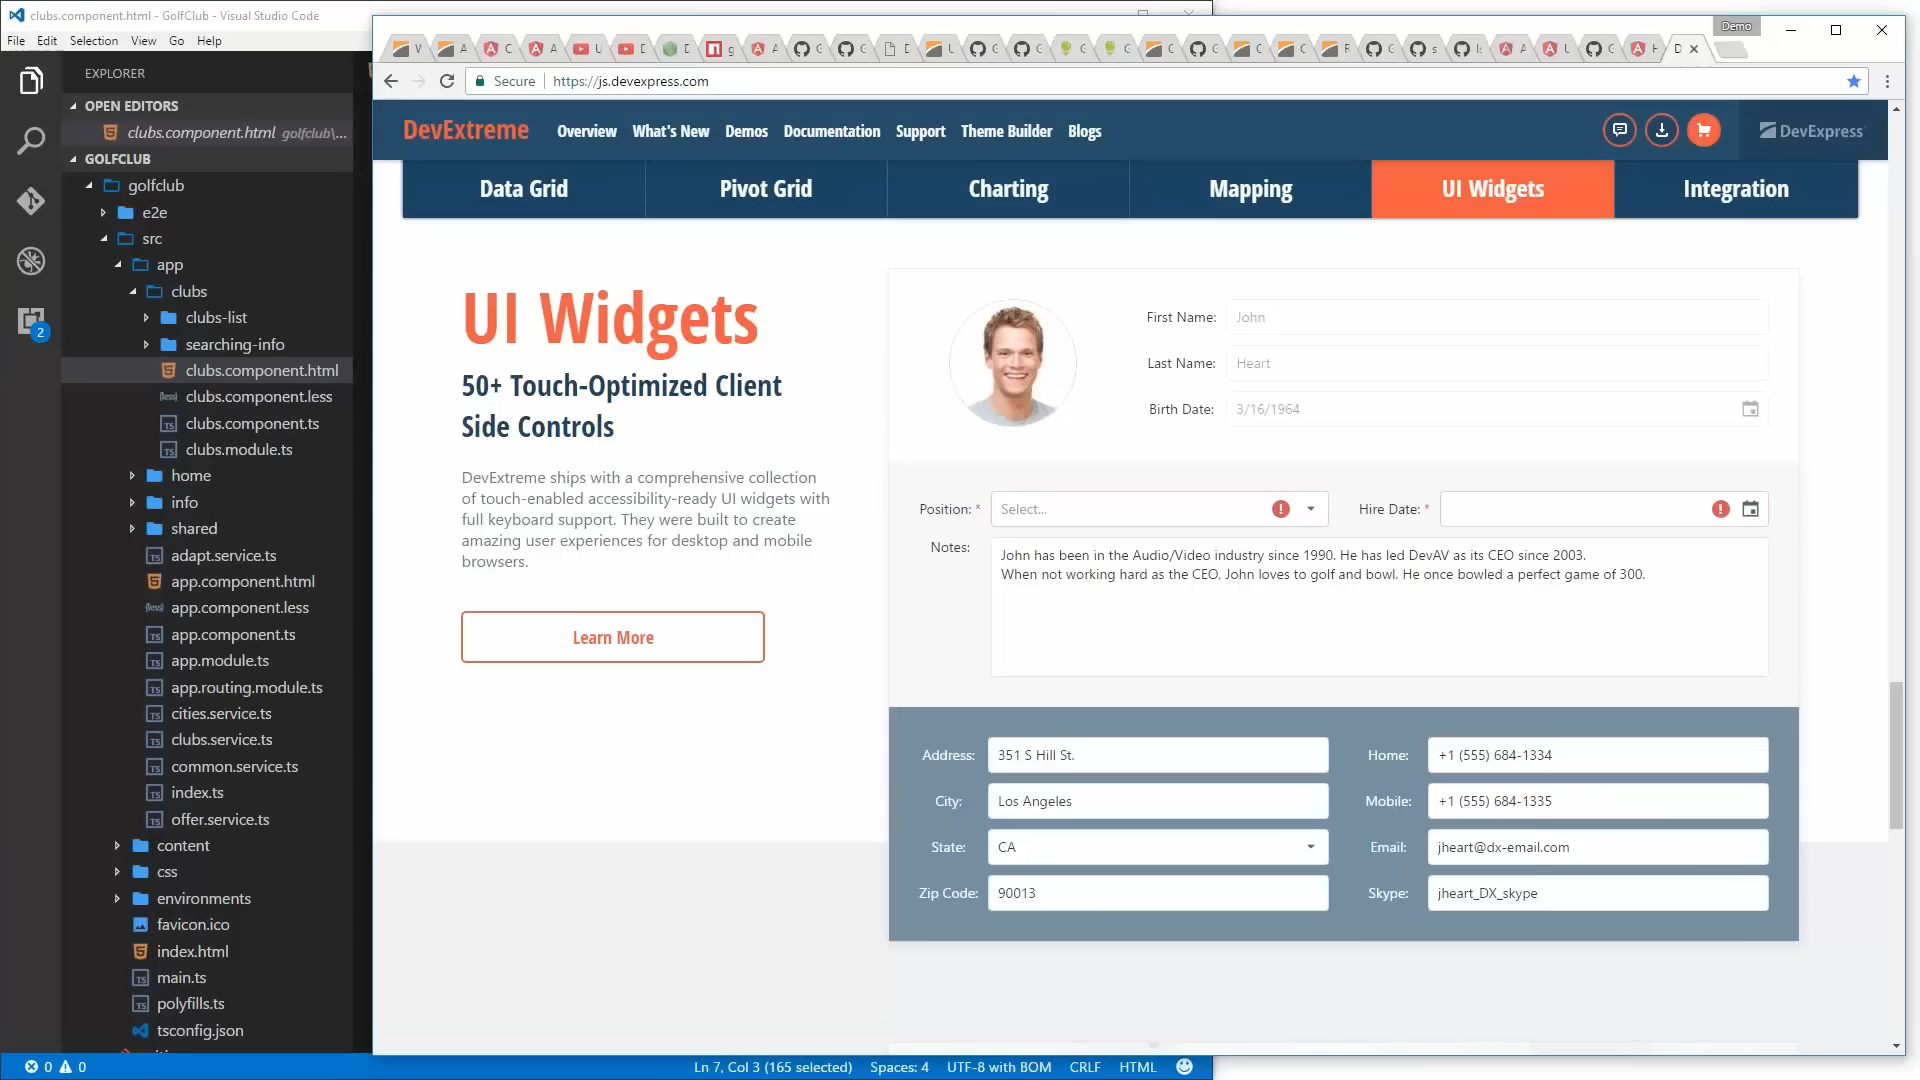 clubs.component.html - GolfClub - Visual Studio Code
File Edit Selection View Go Help
EXPLORER
OPEN EDITORS
clubs.component.html golfclub\...
GOLFCLUB
golfclub
e2e
src
app
clubs
clubs-list
searching-info
clubs.component.html
clubs.component.less
clubs.component.ts
clubs.module.ts
home
info
shared
adapt.service.ts
app.component.html
app.component.less
app.component.ts
app.module.ts
app.routing.module.ts
cities.service.ts
clubs.service.ts
common.service.ts
index.ts
offer.service.ts
content
css
environments
favicon.ico
index.html
main.ts
polyfills.ts
tsconfig.json
2
0 0
Ln 7, Col 3 (165 selected) Spaces: 4 UTF-8 with BOM CRLF HTML
Demo
Secure https://js.devexpress.com
DevExtreme Overview What's New Demos Documentation Support Theme Builder Blogs DevExpress
Data Grid Pivot Grid Charting Mapping UI Widgets Integration
UI Widgets
50+ Touch-Optimized Client
Side Controls
DevExtreme ships with a comprehensive collection
of touch-enabled accessibility-ready UI widgets with
full keyboard support. They were built to create
amazing user experiences for desktop and mobile
browsers.
Learn More
First Name: John
Last Name: Heart
Birth Date: 3/16/1964
Position: * Select... Hire Date: *
Notes: John has been in the Audio/Video industry since 1990. He has led DevAV as its CEO since 2003.
When not working hard as the CEO, John loves to golf and bowl. He once bowled a perfect game of 300.
Address: 351 S Hill St. Home: +1 (555) 684-1334
City: Los Angeles Mobile: +1 (555) 684-1335
State: CA Email: jheart@dx-email.com
Zip Code: 90013 Skype: jheart_DX_skype